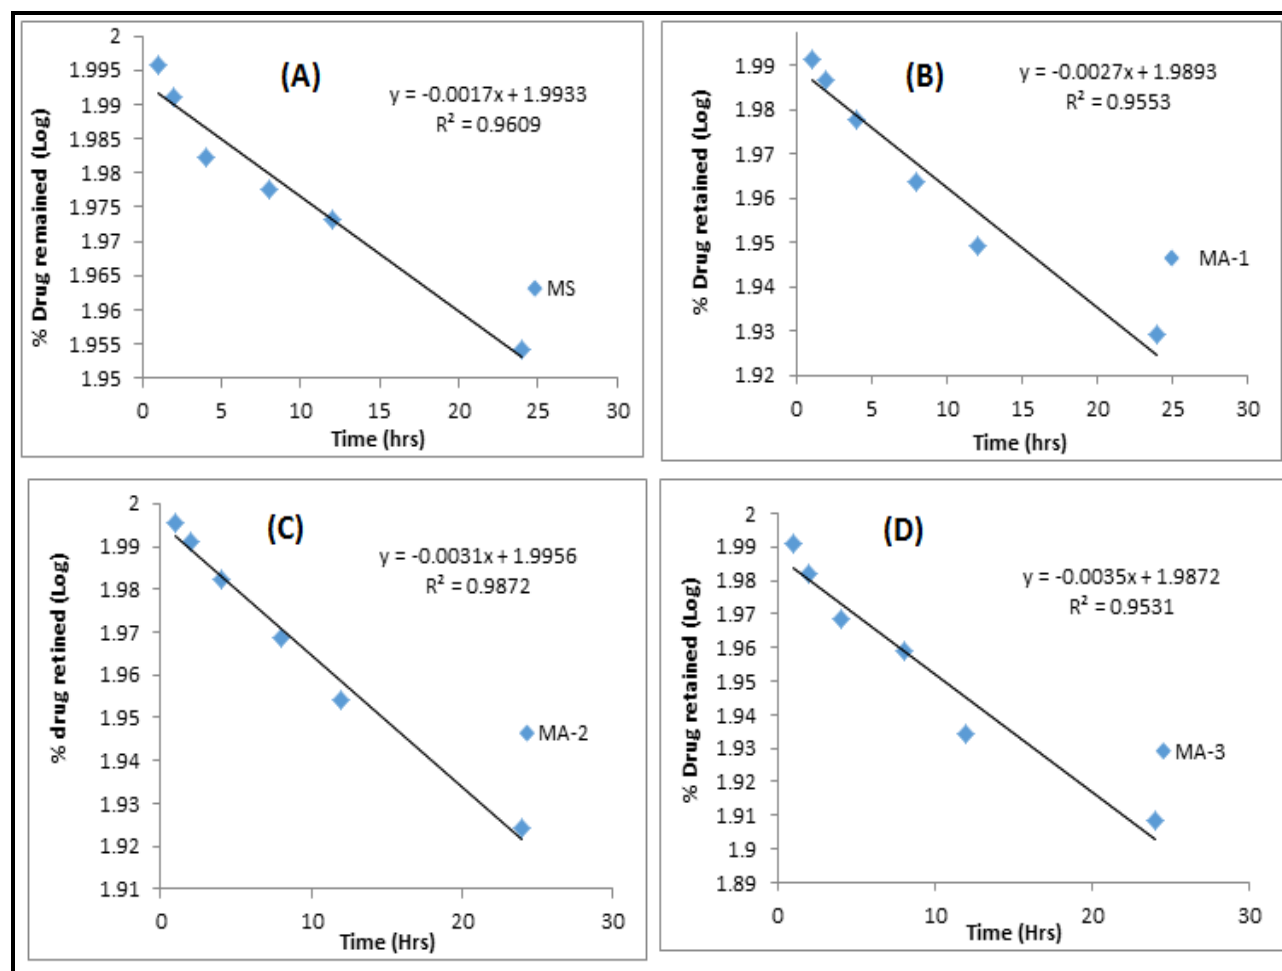 (A)
y = -0.0017x + 1.9933
R² = 0.9609
% Drug remained (Log)
2
1.995
1.99
1.985
1.98
1.975
1.97
1.965
1.96
1.955
1.95
0 5 10 15 20 25 30
Time (hrs)
MS
(B)
y = -0.0027x + 1.9893
R² = 0.9553
% Drug retained (Log)
1.99
1.98
1.97
1.96
1.95
1.94
1.93
1.92
0 5 10 15 20 25 30
Time (hrs)
MA-1
(C)
y = -0.0031x + 1.9956
R² = 0.9872
% drug retined (Log)
2
1.99
1.98
1.97
1.96
1.95
1.94
1.93
1.92
1.91
0 10 20 30
Time (Hrs)
MA-2
(D)
y = -0.0035x + 1.9872
R² = 0.9531
% Drug retained (Log)
2
1.99
1.98
1.97
1.96
1.95
1.94
1.93
1.92
1.91
1.9
1.89
0 10 20 30
Time (Hrs)
MA-3